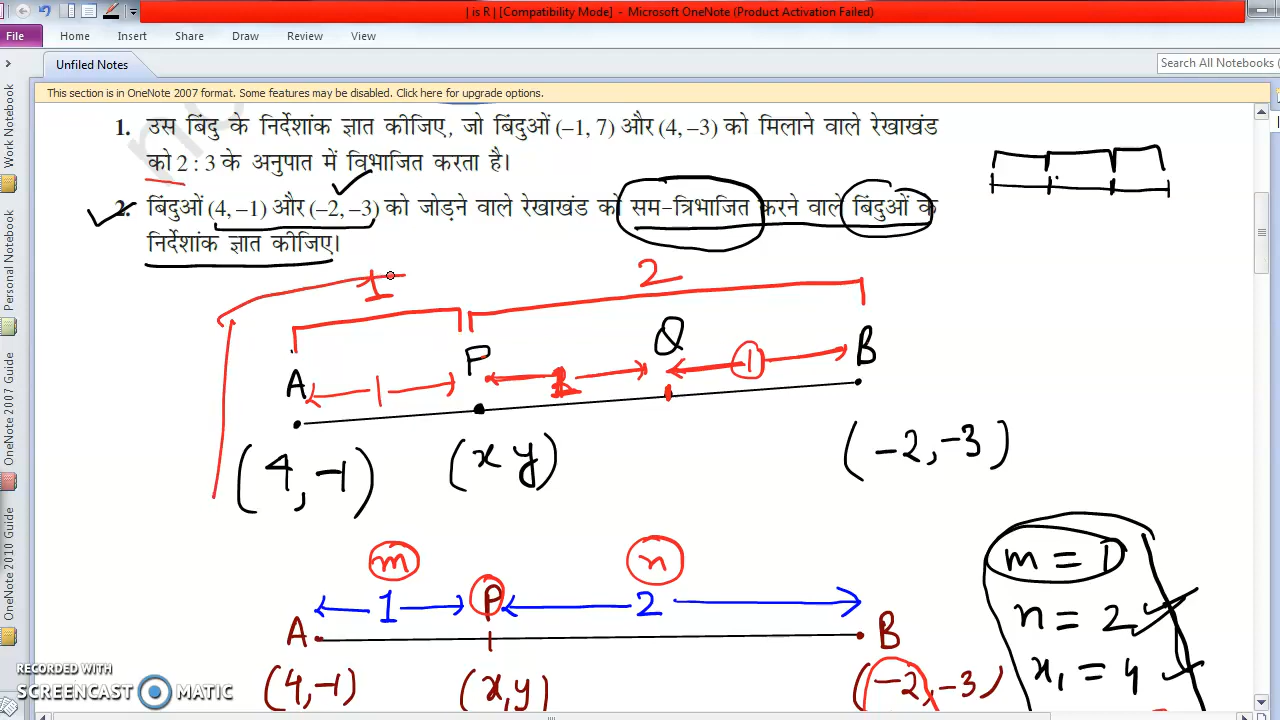 | is R | [Compatibility Mode] - Microsoft OneNote (Product Activation Failed)
File Home Insert Share Draw Review View
Unfiled Notes Search All Notebooks
This section is in OneNote 2007 format. Some features may be disabled. Click here for upgrade options.
Work Notebook
Personal Notebook
OneNote 2007 Guide
OneNote 2010 Guide
1. उस बिंदु के निर्देशांक ज्ञात कीजिए, जो बिंदुओं (–1, 7) और (4, –3) को मिलाने वाले रेखाखंड
को 2 : 3 के अनुपात में विभाजित करता है।
2. बिंदुओं (4, –1) और (–2, –3) को जोड़ने वाले रेखाखंड को सम-त्रिभाजित करने वाले बिंदुओं के
निर्देशांक ज्ञात कीजिए।
1 2
A P Q B
1 1 1
(4, -1) (x y) (-2, -3)
m n
A 1 P 2 B
(4, -1) (x, y) (-2, -3)
m = 1
n = 2
x₁ = 4
RECORDED WITH
SCREENCAST MATIC